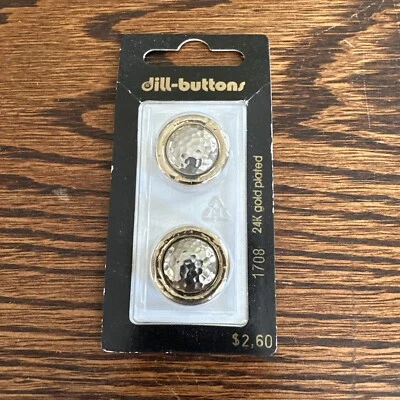 dill-buttons
24K gold plated
1708
$2,60